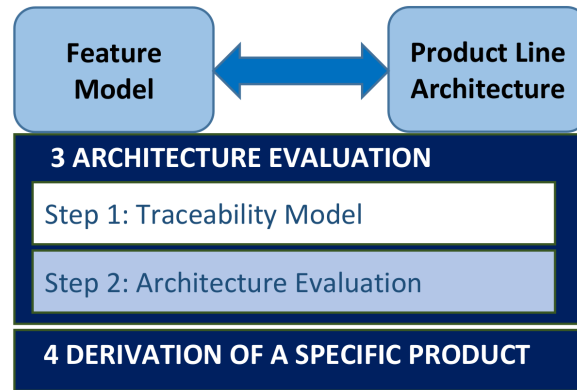 Feature
Model
Product Line
Architecture
3 ARCHITECTURE EVALUATION
Step 1: Traceability Model
Step 2: Architecture Evaluation
4 DERIVATION OF A SPECIFIC PRODUCT